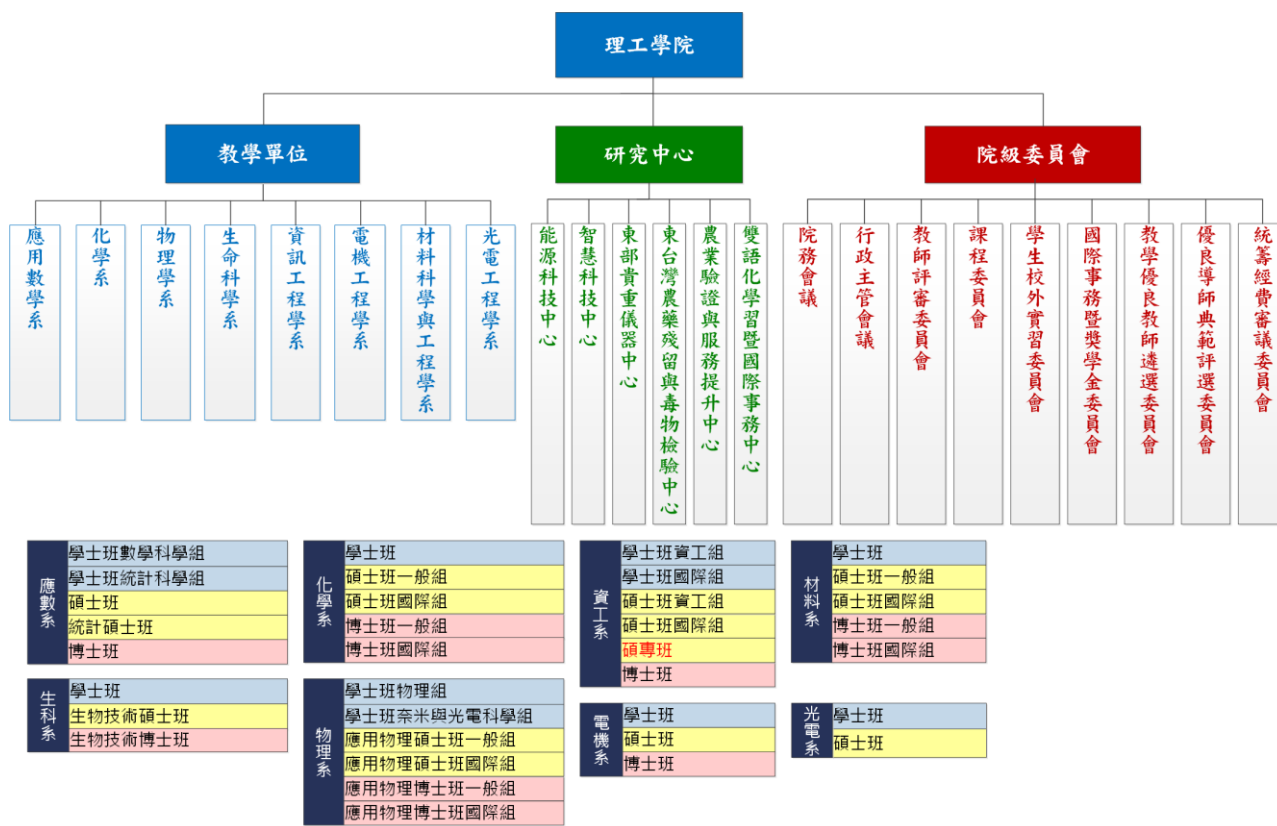 理工學院
教學單位
研究中心
院級委員會
應用數學系
化學系
物理學系
生命科學系
資訊工程學系
電機工程學系
材料科學與工程學系
光電工程學系
能源科技中心
智慧科技中心
東部貴重儀器中心
東台灣農藥殘留與毒物檢驗中心
農業驗證與服務提升中心
雙語化學習暨國際事務中心
院務會議
行政主管會議
教師評審委員會
課程委員會
學生校外實習委員會
國際事務暨獎學金委員會
教學優良教師遴選委員會
優良導師典範評選委員會
統籌經費審議委員會
應數系
學士班數學科學組
學士班統計科學組
碩士班
統計碩士班
博士班
化學系
學士班
碩士班一般組
碩士班國際組
博士班一般組
博士班國際組
資工系
學士班資工組
學士班國際組
碩士班資工組
碩士班國際組
碩專班
博士班
材料系
學士班
碩士班一般組
碩士班國際組
博士班一般組
博士班國際組
生科系
學士班
生物技術碩士班
生物技術博士班
物理系
學士班物理組
學士班奈米與光電科學組
應用物理碩士班一般組
應用物理碩士班國際組
應用物理博士班一般組
應用物理博士班國際組
電機系
學士班
碩士班
博士班
光電系
學士班
碩士班